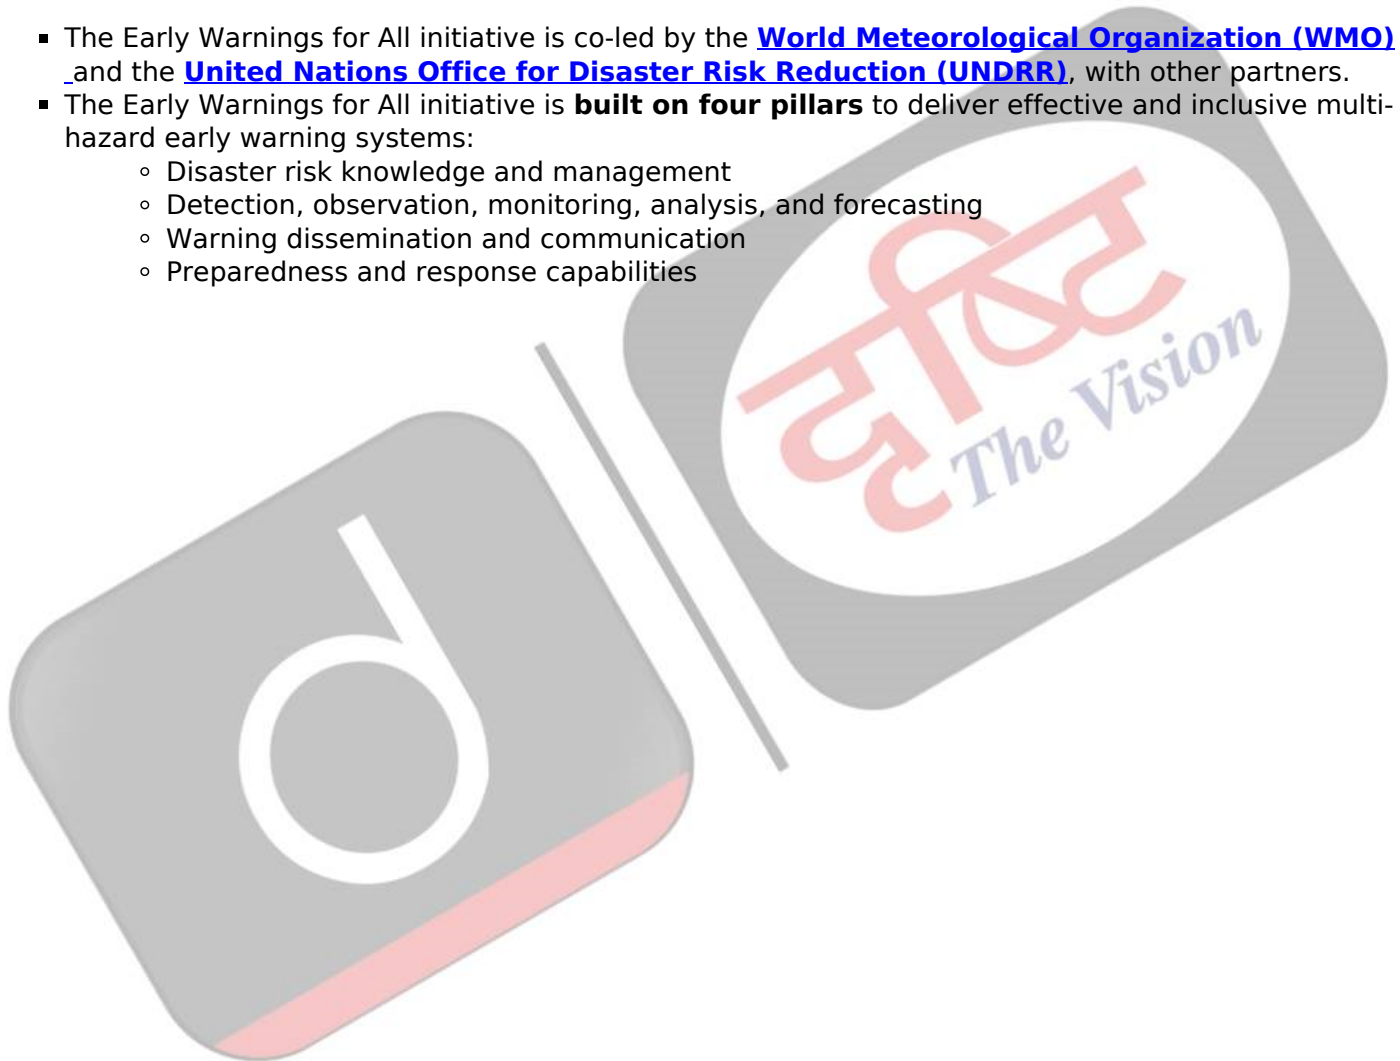 ▪ The Early Warnings for All initiative is co-led by the World Meteorological Organization (WMO)
and the United Nations Office for Disaster Risk Reduction (UNDRR), with other partners.
▪ The Early Warnings for All initiative is built on four pillars to deliver effective and inclusive multi-
hazard early warning systems:
◦ Disaster risk knowledge and management
◦ Detection, observation, monitoring, analysis, and forecasting
◦ Warning dissemination and communication
◦ Preparedness and response capabilities
दृष्टि
The Vision
d